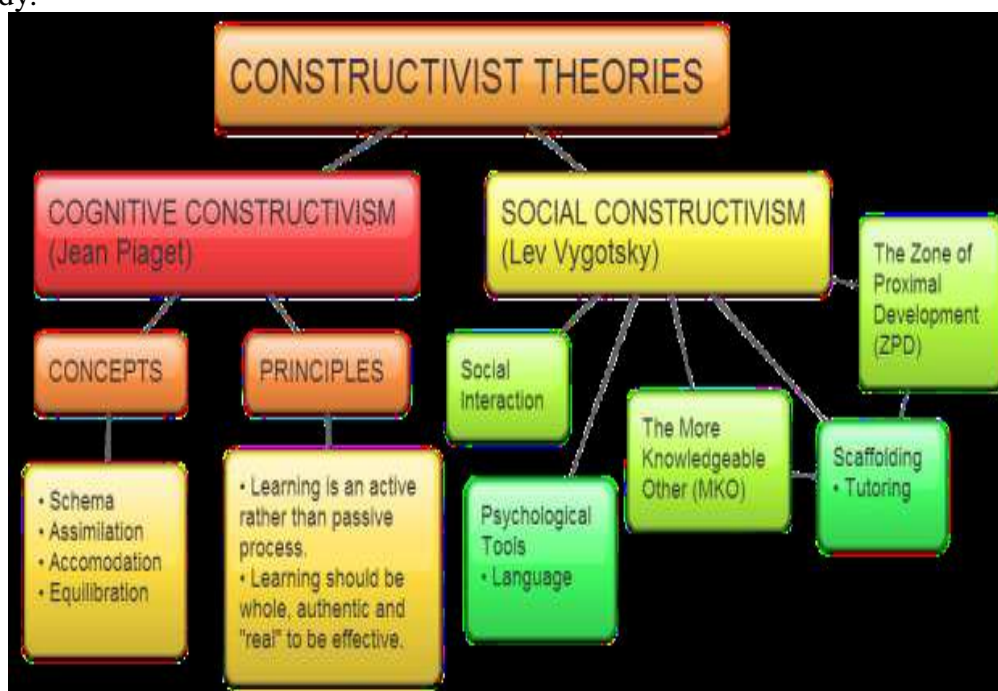 dy.
CONSTRUCTIVIST THEORIES
COGNITIVE CONSTRUCTIVISM
(Jean Piaget)
SOCIAL CONSTRUCTIVISM
(Lev Vygotsky)
The Zone of
Proximal
Development
(ZPD)
CONCEPTS
PRINCIPLES
Social
Interaction
The More
Knowledgeable
Other (MKO)
Scaffolding
• Tutoring
• Schema
• Assimilation
• Accomodation
• Equilibration
• Learning is an active
rather than passive
process.
• Learning should be
whole, authentic and
"real" to be effective.
Psychological
Tools
• Language